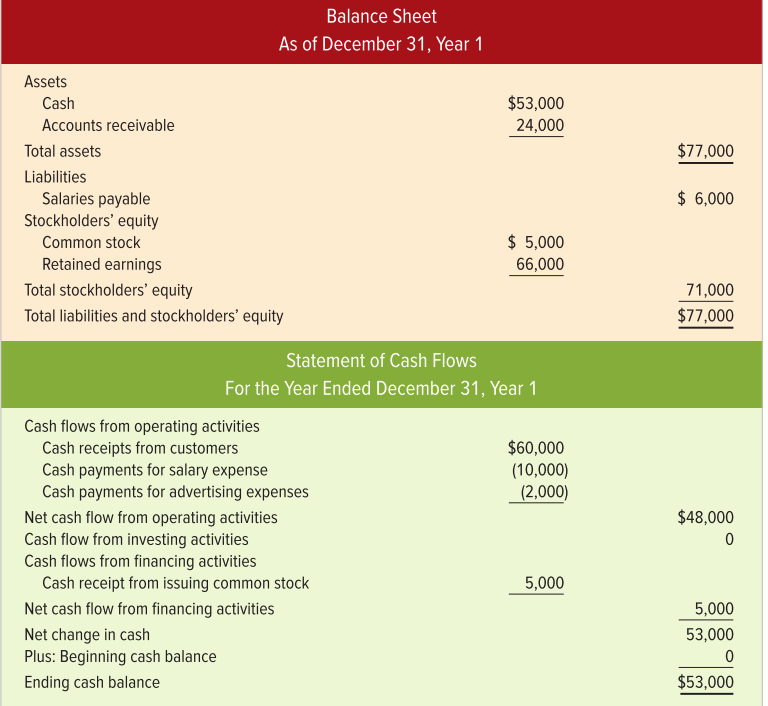 Balance Sheet
As of December 31, Year 1
Assets
Cash $53,000
Accounts receivable 24,000
Total assets $77,000
Liabilities
Salaries payable $ 6,000
Stockholders’ equity
Common stock $ 5,000
Retained earnings 66,000
Total stockholders’ equity 71,000
Total liabilities and stockholders’ equity $77,000
Statement of Cash Flows
For the Year Ended December 31, Year 1
Cash flows from operating activities
Cash receipts from customers $60,000
Cash payments for salary expense (10,000)
Cash payments for advertising expenses (2,000)
Net cash flow from operating activities $48,000
Cash flow from investing activities 0
Cash flows from financing activities
Cash receipt from issuing common stock 5,000
Net cash flow from financing activities 5,000
Net change in cash 53,000
Plus: Beginning cash balance 0
Ending cash balance $53,000